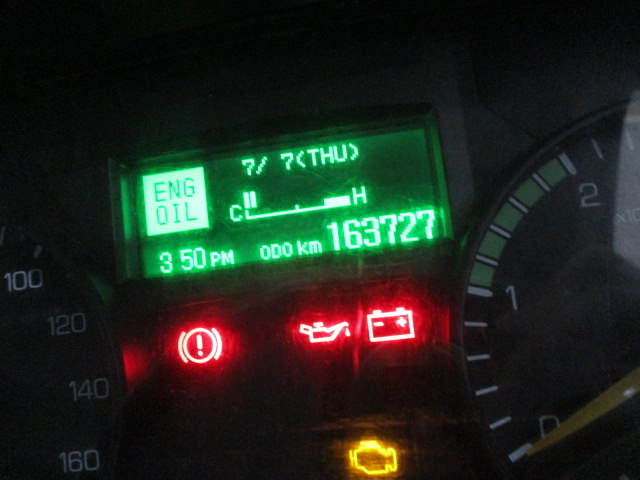 7/ 7(THU)
ENG
OIL
C H
3 50 PM ODO km 163727
100
120
140
160
2
1
0